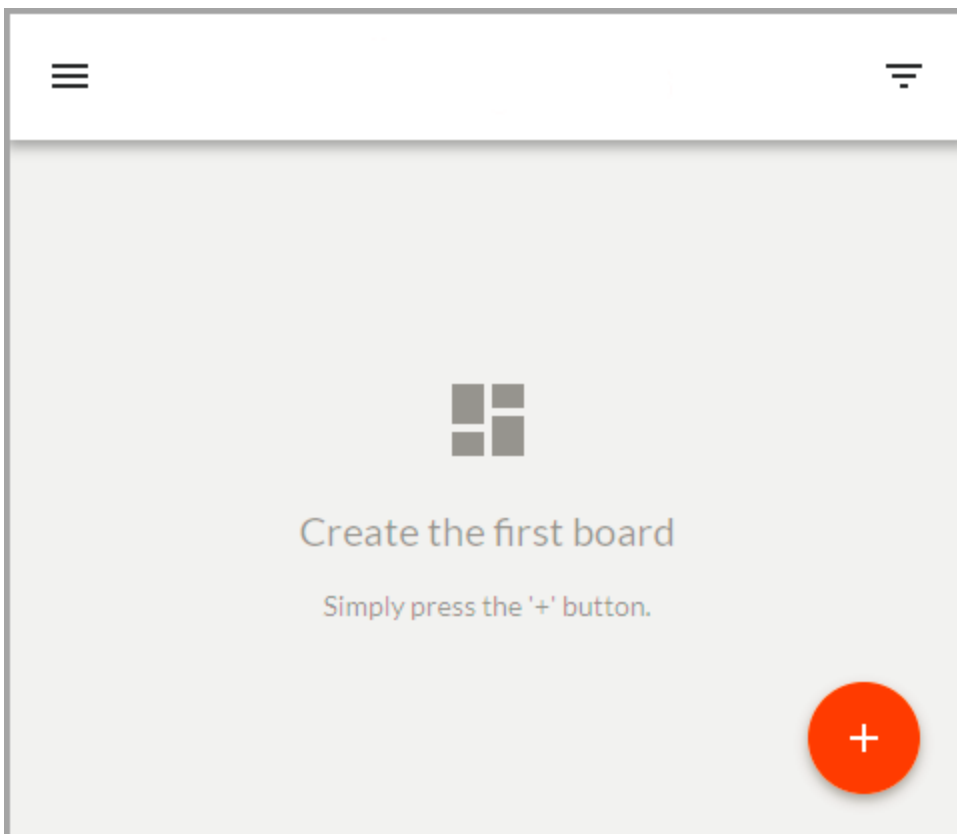 Create the first board
Simply press the '+' button.
+